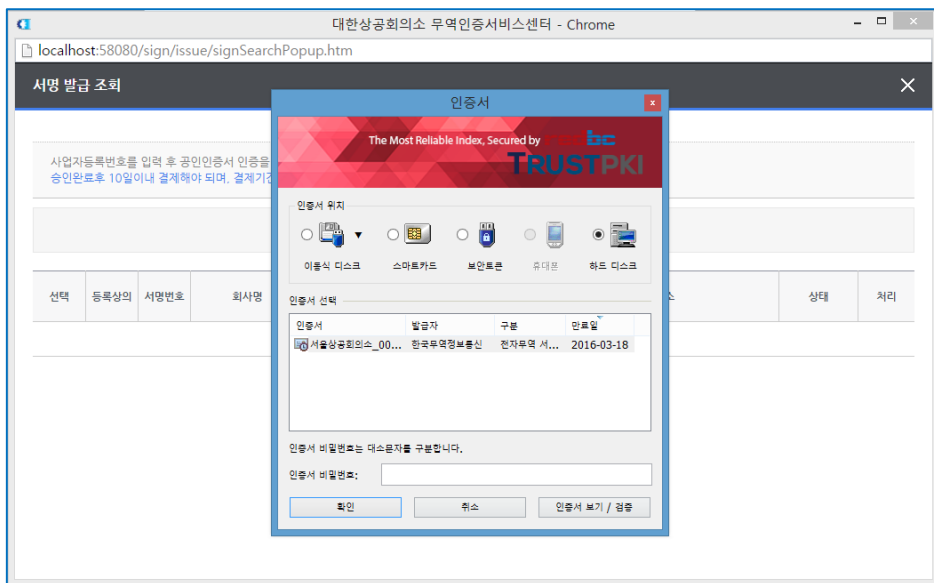 대한상공회의소 무역인증서비스센터 - Chrome
localhost:58080/sign/issue/signSearchPopup.htm
서명 발급 조회
인증서
The Most Reliable Index, Secured by
TRUSTPKI
사업자등록번호를 입력 후 공인인증서 인증을
승인완료후 10일이내 결제해야 되며, 결제기간
인증서 위치
이동식 디스크 스마트카드 보안토큰 휴대폰 하드 디스크
선택 등록상의 서명번호 회사명 상태 처리
인증서 선택
인증서 발급자 구분 만료일
서울상공회의소_00... 한국무역정보통신 전자무역 서... 2016-03-18
인증서 비밀번호는 대소문자를 구분합니다.
인증서 비밀번호:
확인 취소 인증서 보기 / 검증